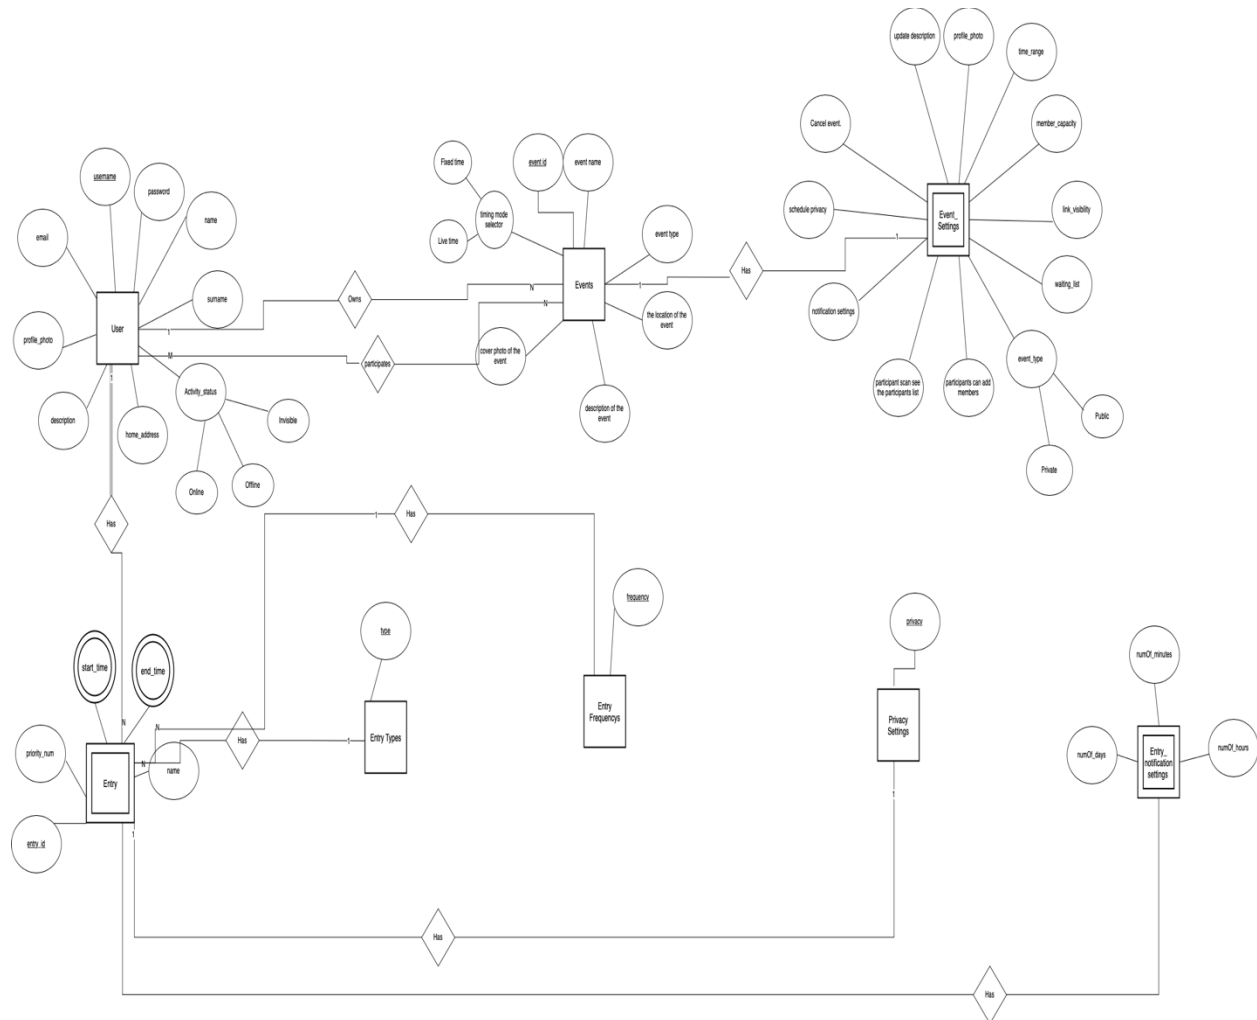 update description
profile_photo
time_range
Cancel event.
member_capacity
username
password
Fixed time
event id
event name
name
timing mode
selector
schedule privacy
Event_
Settings
link_visibility
email
Live time
event type
Has
1
Events
N
N
1
waiting_list
surname
Owns
User
1
M
profile_photo
participates
cover photo of the
event
the location of the
event
notification settings
event_type
participant scan see
the participants list
participants can add
members
Activity_status
1
description
home_address
Invisible
description of the
event
Public
Private
Online
Offline
Has
1
Has
frequency
type
privacy
numOf_minutes
start_time
end_time
Entry
Frequencys
N
N
Has
1
Entry Types
Privacy
Settings
priority_num
N
name
Entry
numOf_days
Entry_
notification
settings
numOf_hours
1
1
entry_id
Has
Has